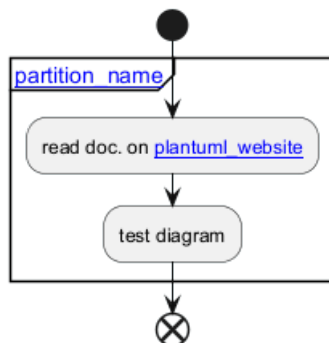 partition_name
read doc. on plantuml_website
test diagram